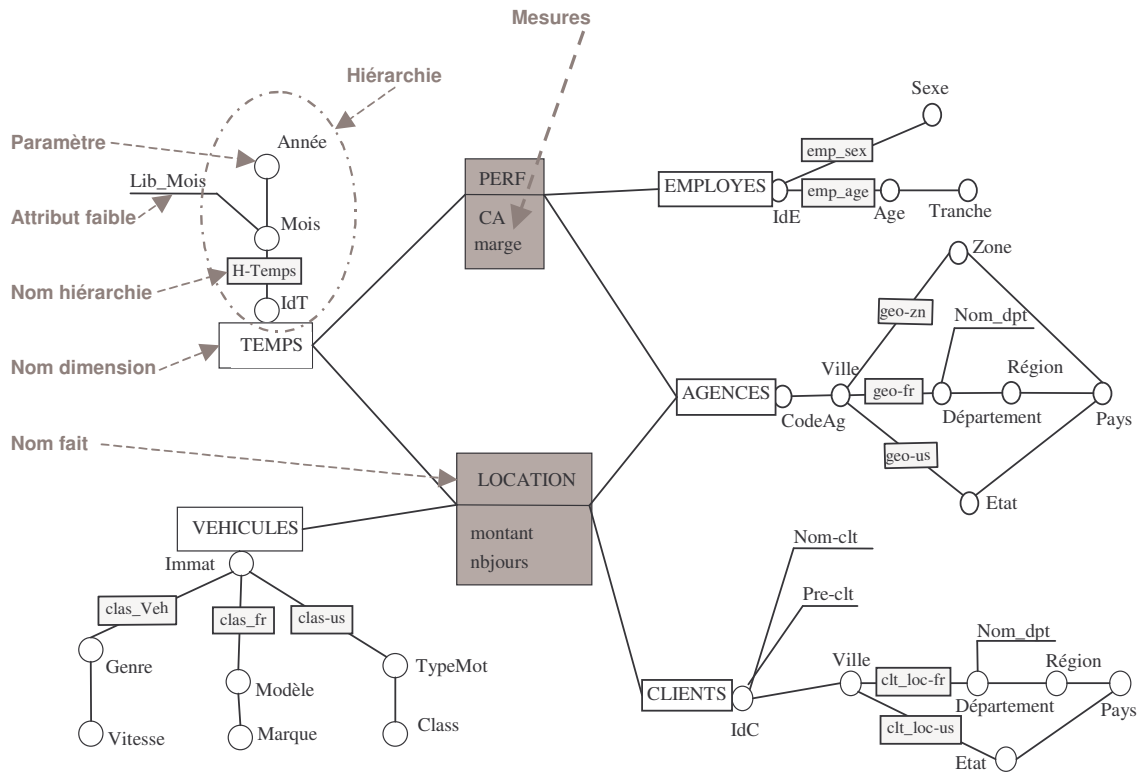 Mesures
Hiérarchie
Sexe
Paramètre
Année
emp_sex
Lib_Mois
PERF
EMPLOYES
emp_age
Attribut faible
Mois
CA
marge
IdE
Age
Tranche
Zone
H-Temps
Nom hiérarchie
IdT
geo-zn
Nom_dpt
TEMPS
Nom dimension
Ville
Région
AGENCES
geo-fr
CodeAg
Département
Pays
Nom fait
geo-us
LOCATION
Etat
VEHICULES
montant
nbjours
Nom-clt
Immat
Pre-clt
clas_Veh
clas_fr
clas-us
Nom_dpt
Genre
TypeMot
Ville
Région
Modèle
CLIENTS
clt_loc-fr
Département
Pays
IdC
clt_loc-us
Vitesse
Marque
Class
Etat